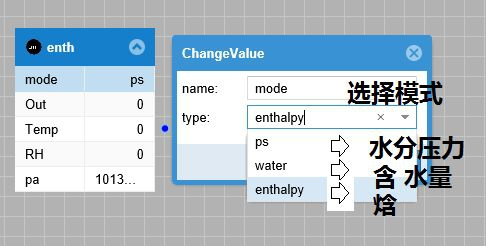 enth
mode ps
Out 0
Temp 0
RH 0
pa 1013...
ChangeValue
name: mode
选择模式
type: enthalpy
ps
水分压力
water
含 水量
enthalpy
焓